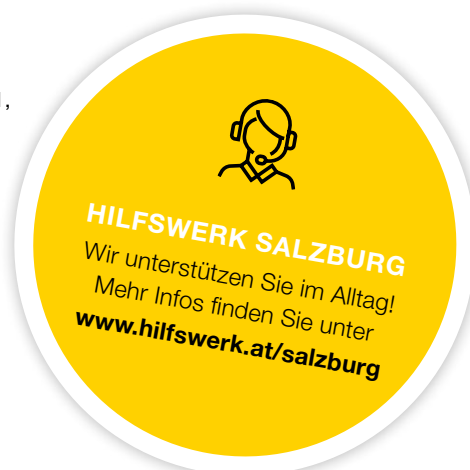 HILFSWERK SALZBURG
Wir unterstützen Sie im Alltag!
Mehr Infos finden Sie unter
www.hilfswerk.at/salzburg